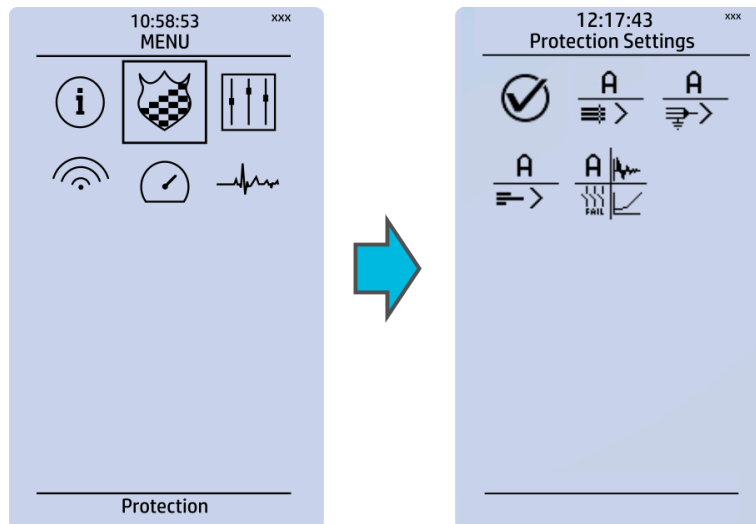 10:58:53
xxx
MENU
i
Protection
12:17:43
xxx
Protection Settings
A
A
A
A
FAIL